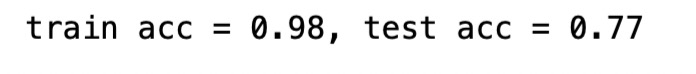 train acc = 0.98, test acc = 0.77